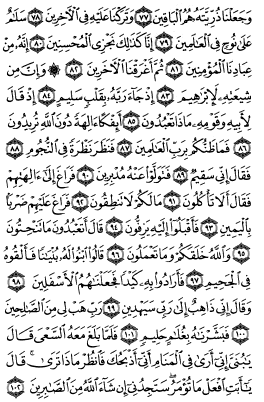 وَجَعَلْنَا ذُرِّيَّتَهُۥ هُمُ ٱلْبَاقِينَ ٧٧ وَتَرَكْنَا عَلَيْهِ فِى ٱلْآخِرِينَ ٧٨ سَلَٰمٌ
عَلَىٰ نُوحٍ فِى ٱلْعَٰلَمِينَ ٧٩ إِنَّا كَذَٰلِكَ نَجْزِى ٱلْمُحْسِنِينَ ٨٠ إِنَّهُۥ مِنْ
عِبَادِنَا ٱلْمُؤْمِنِينَ ٨١ ثُمَّ أَغْرَقْنَا ٱلْآخَرِينَ ٨٢ ۞ وَإِنَّ مِن
شِيعَتِهِۦ لَإِبْرَٰهِيمَ ٨٣ إِذْ جَآءَ رَبَّهُۥ بِقَلْبٍ سَلِيمٍ ٨٤ إِذْ قَالَ
لِأَبِيهِ وَقَوْمِهِۦ مَاذَا تَعْبُدُونَ ٨٥ أَئِفْكًا ءَالِهَةً دُونَ ٱللَّهِ تُرِيدُونَ
٨٦ فَمَا ظَنُّكُم بِرَبِّ ٱلْعَٰلَمِينَ ٨٧ فَنَظَرَ نَظْرَةً فِى ٱلنُّجُومِ ٨٨
فَقَالَ إِنِّى سَقِيمٌ ٨٩ فَتَوَلَّوْا۟ عَنْهُ مُدْبِرِينَ ٩٠ فَرَاغَ إِلَىٰٓ ءَالِهَتِهِمْ
فَقَالَ أَلَا تَأْكُلُونَ ٩١ مَا لَكُمْ لَا تَنطِقُونَ ٩٢ فَرَاغَ عَلَيْهِمْ ضَرْبًۢا
بِٱلْيَمِينِ ٩٣ فَأَقْبَلُوٓا۟ إِلَيْهِ يَزِفُّونَ ٩٤ قَالَ أَتَعْبُدُونَ مَا تَنْحِتُونَ
٩٥ وَٱللَّهُ خَلَقَكُمْ وَمَا تَعْمَلُونَ ٩٦ قَالُوا۟ ٱبْنُوا۟ لَهُۥ بُنْيَٰنًا فَأَلْقُوهُ
فِى ٱلْجَحِيمِ ٩٧ فَأَرَادُوا۟ بِهِۦ كَيْدًا فَجَعَلْنَٰهُمُ ٱلْأَسْفَلِينَ ٩٨
وَقَالَ إِنِّى ذَاهِبٌ إِلَىٰ رَبِّى سَيَهْدِينِ ٩٩ رَبِّ هَبْ لِى مِنَ ٱلصَّٰلِحِينَ
١٠٠ فَبَشَّرْنَٰهُ بِغُلَٰمٍ حَلِيمٍ ١٠١ فَلَمَّا بَلَغَ مَعَهُ ٱلسَّعْىَ قَالَ
يَٰبُنَىَّ إِنِّىٓ أَرَىٰ فِى ٱلْمَنَامِ أَنِّىٓ أَذْبَحُكَ فَٱنظُرْ مَاذَا تَرَىٰ ۚ قَالَ
يَٰٓأَبَتِ ٱفْعَلْ مَا تُؤْمَرُ ۖ سَتَجِدُنِىٓ إِن شَآءَ ٱللَّهُ مِنَ ٱلصَّٰبِرِينَ ١٠٢